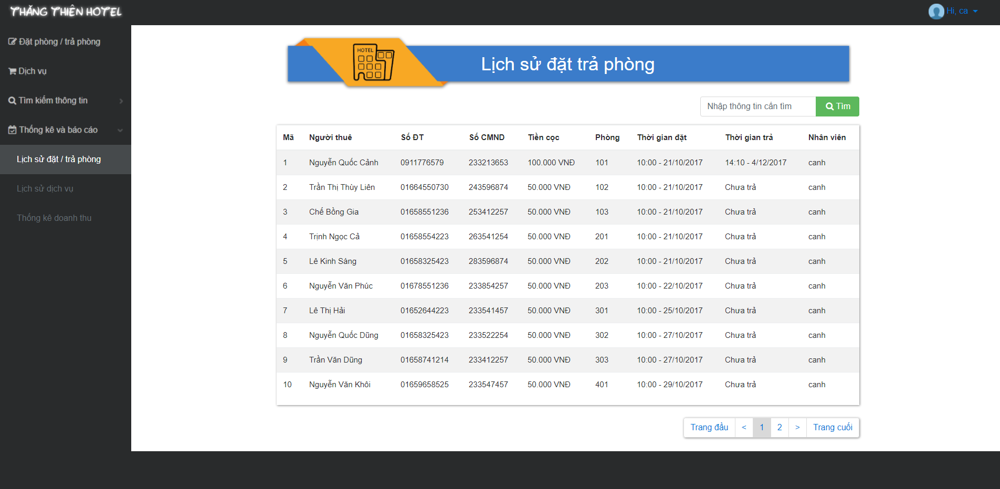 THĂNG THIÊN HOTEL
Hi, ca
Đặt phòng / trả phòng
Dịch vụ
Tìm kiếm thông tin
Thống kê và báo cáo
Lịch sử đặt / trả phòng
Lịch sử dịch vụ
Thống kê doanh thu
HOTEL
Lịch sử đặt trả phòng
Nhập thông tin cần tìm Tìm
Mã Người thuê Số ĐT Số CMND Tiền cọc Phòng Thời gian đặt Thời gian trả Nhân viên
1 Nguyễn Quốc Cảnh 0911776579 233213653 100.000 VNĐ 101 10:00 - 21/10/2017 14:10 - 4/12/2017 canh
2 Trần Thị Thùy Liên 01664550730 243596874 50.000 VNĐ 102 10:00 - 21/10/2017 Chưa trả canh
3 Chế Bồng Gia 01658551236 253412257 50.000 VNĐ 103 10:00 - 21/10/2017 Chưa trả canh
4 Trịnh Ngọc Cả 01658554223 263541254 50.000 VNĐ 201 10:00 - 21/10/2017 Chưa trả canh
5 Lê Kinh Sáng 01658325423 283596874 50.000 VNĐ 202 10:00 - 21/10/2017 Chưa trả canh
6 Nguyễn Văn Phúc 01678551236 233854257 50.000 VNĐ 203 10:00 - 22/10/2017 Chưa trả canh
7 Lê Thị Hải 01652644223 233541457 50.000 VNĐ 301 10:00 - 25/10/2017 Chưa trả canh
8 Nguyễn Quốc Dũng 01658325423 233522254 50.000 VNĐ 302 10:00 - 27/10/2017 Chưa trả canh
9 Trần Văn Dũng 01658741214 233412257 50.000 VNĐ 303 10:00 - 27/10/2017 Chưa trả canh
10 Nguyễn Văn Khôi 01659658525 233547457 50.000 VNĐ 401 10:00 - 29/10/2017 Chưa trả canh
Trang đầu < 1 2 > Trang cuối